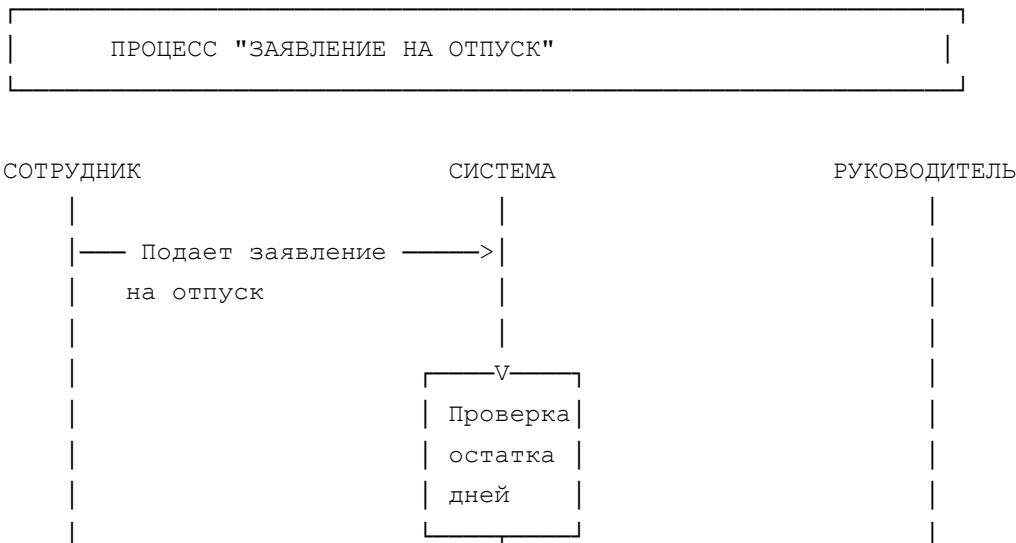 ПРОЦЕСС "ЗАЯВЛЕНИЕ НА ОТПУСК"
СОТРУДНИК СИСТЕМА РУКОВОДИТЕЛЬ
Подает заявление
на отпуск
Проверка
остатка
дней